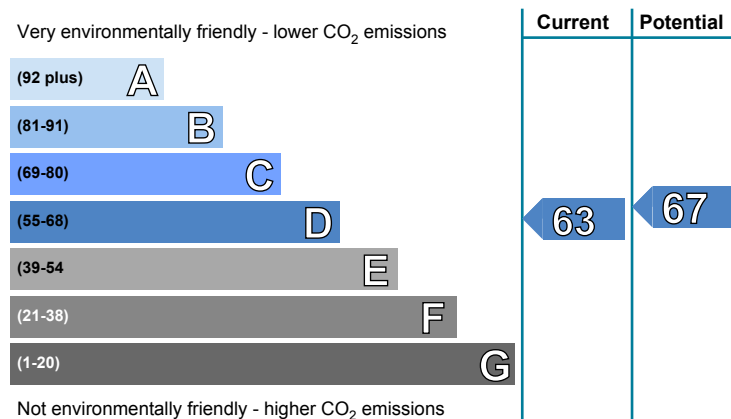 Very environmentally friendly - lower CO₂ emissions
Current
Potential
(92 plus) A
(81-91) B
(69-80) C
(55-68) D
63
67
(39-54 E
(21-38) F
(1-20) G
Not environmentally friendly - higher CO₂ emissions